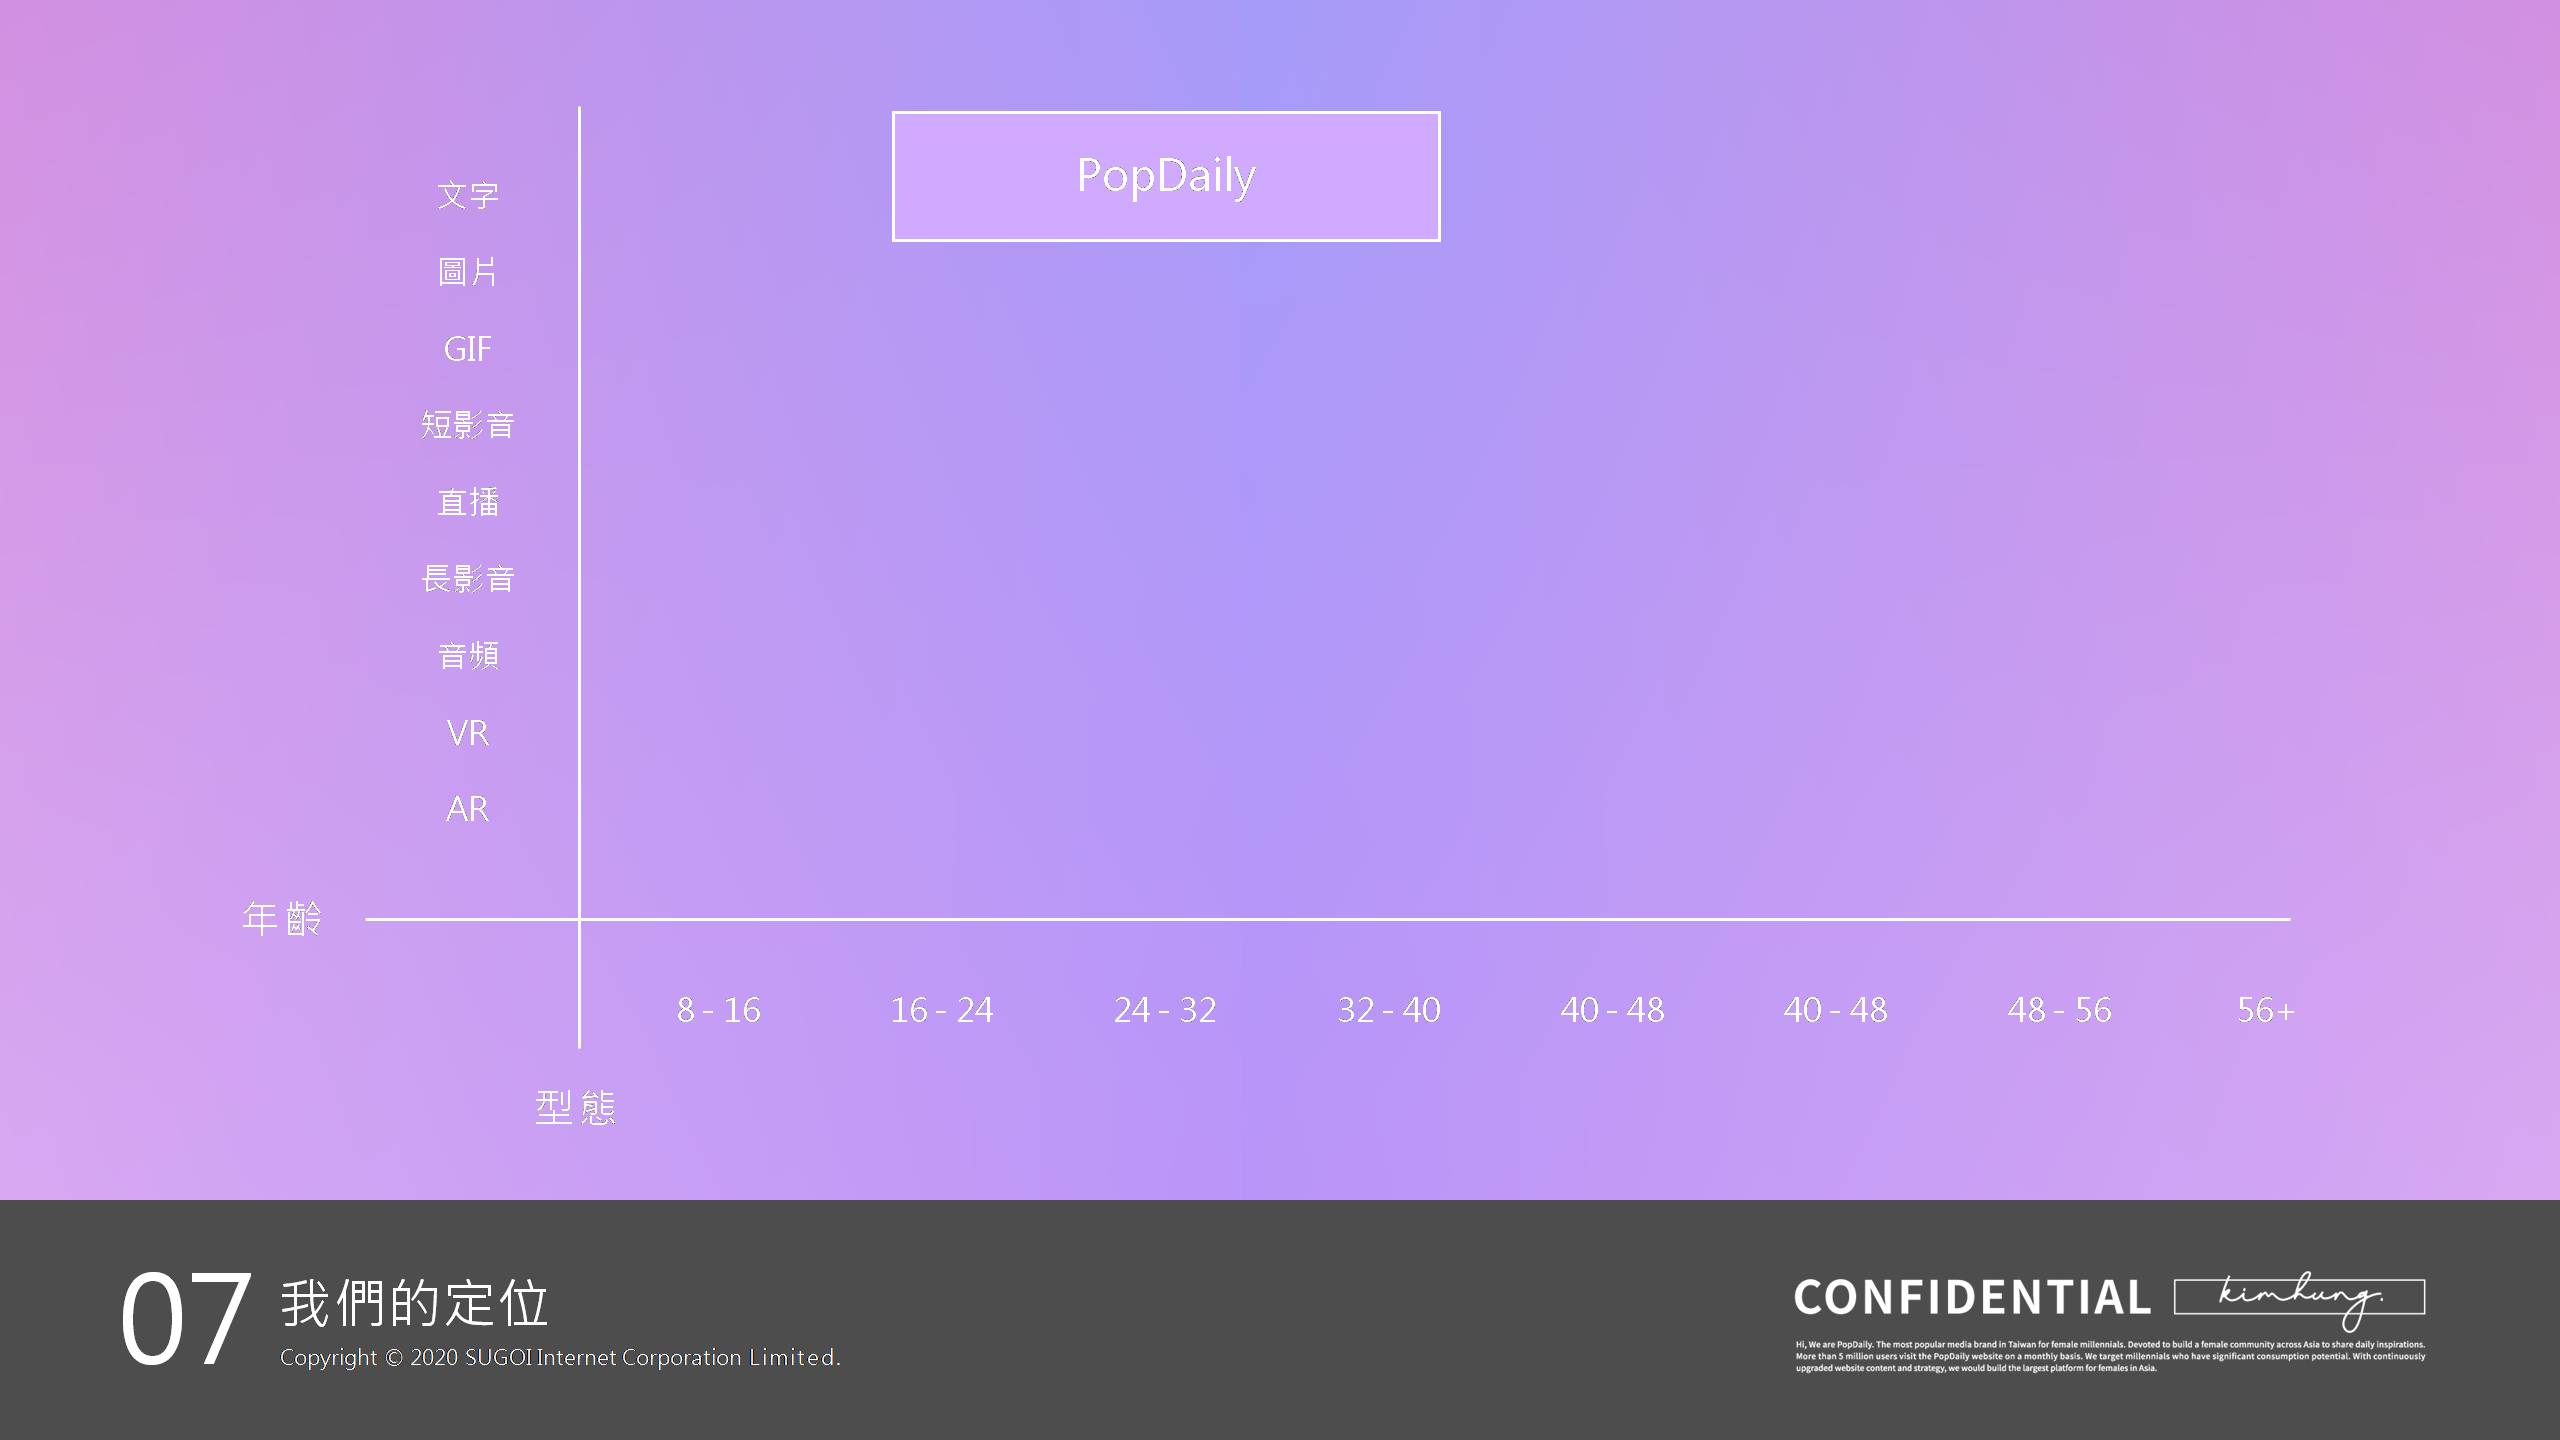 PopDaily
文字
圖片
GIF
短影音
直播
長影音
音頻
VR
AR
年齡
8 - 16
16 - 24
24 - 32
32 - 40
40 - 48
40 - 48
48 - 56
56+
型態
07
我們的定位
Copyright © 2020 SUGOI Internet Corporation Limited.
CONFIDENTIAL
kimhung.
Hi, We are PopDaily. The most popular media brand in Taiwan for female millennials. Devoted to build a female community across Asia to share daily inspirations.
More than 5 million users visit the PopDaily website on a monthly basis. We target millennials who have significant consumption potential. With continuously
upgraded website content and strategy, we would build the largest platform for females in Asia.